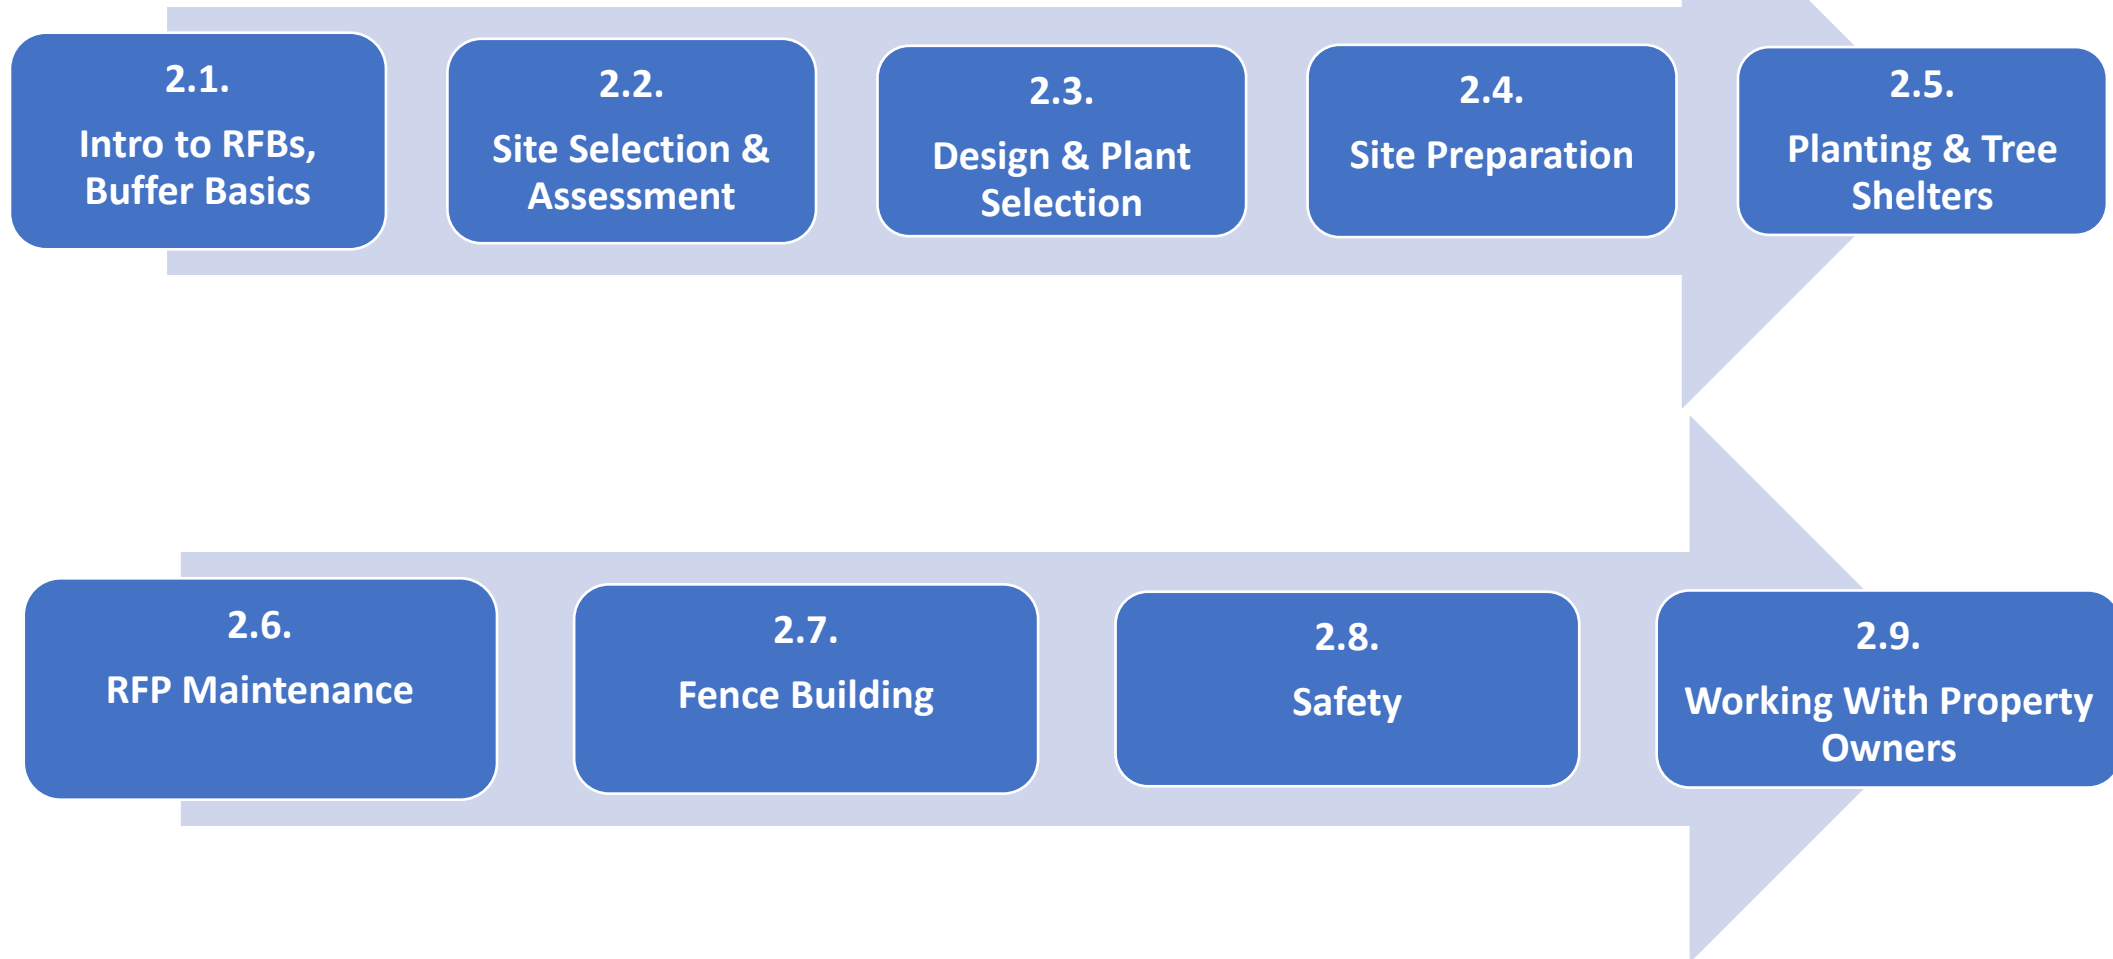 2.1.
Intro to RFBs,
Buffer Basics
2.2.
Site Selection &
Assessment
2.3.
Design & Plant
Selection
2.4.
Site Preparation
2.5.
Planting & Tree
Shelters
2.6.
RFP Maintenance
2.7.
Fence Building
2.8.
Safety
2.9.
Working With Property
Owners